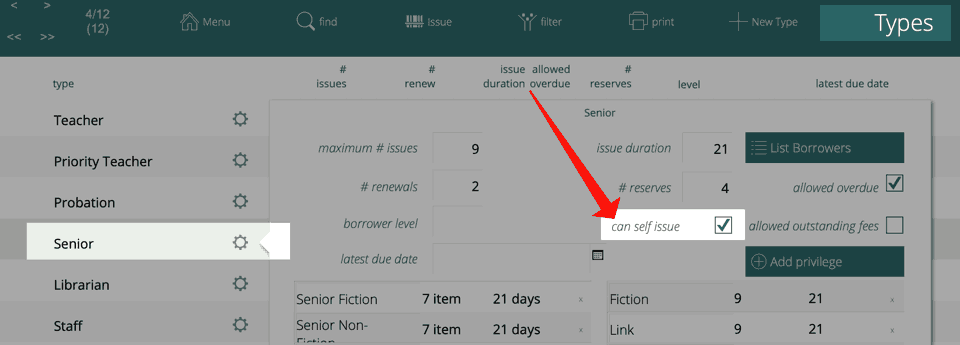 < >
<< >>
4/12
(12)
Menu
find
Issue
filter
print
New Type
Types
type
# issues
# renew
issue duration
allowed overdue
# reserves
level
latest due date
Teacher
Priority Teacher
Probation
Senior
Librarian
Staff
Senior
maximum # issues 9
issue duration 21
List Borrowers
# renewals 2
# reserves 4
allowed overdue
borrower level
can self issue
allowed outstanding fees
latest due date
Add privilege
Senior Fiction 7 item 21 days x
Fiction 9 21 x
Senior Non-
Fiction 7 item 21 days x
Link 9 21 x